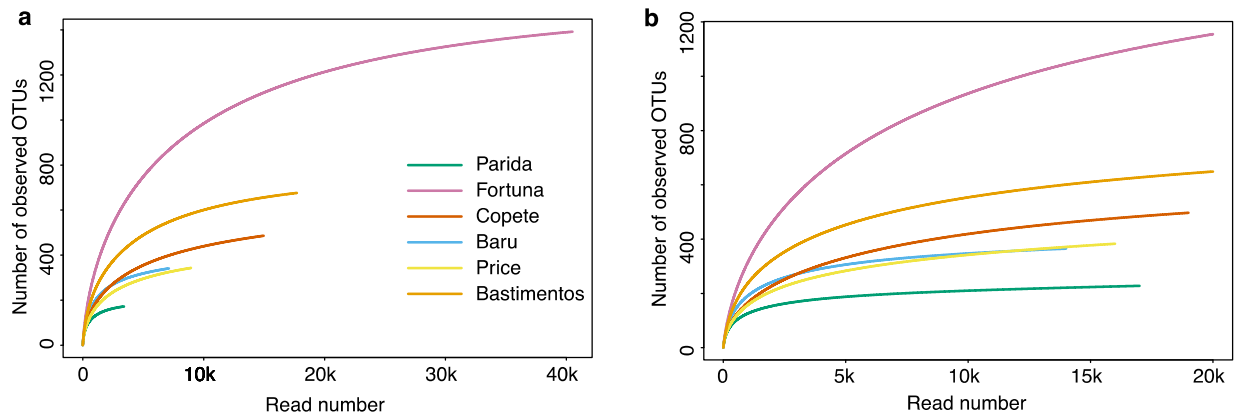 a
Number of observed OTUs
1200
800
400
0
0 10k 20k 30k 40k
Read number
Parida
Fortuna
Copete
Baru
Price
Bastimentos
b
Number of observed OTUs
1200
800
400
0
0 5k 10k 15k 20k
Read number